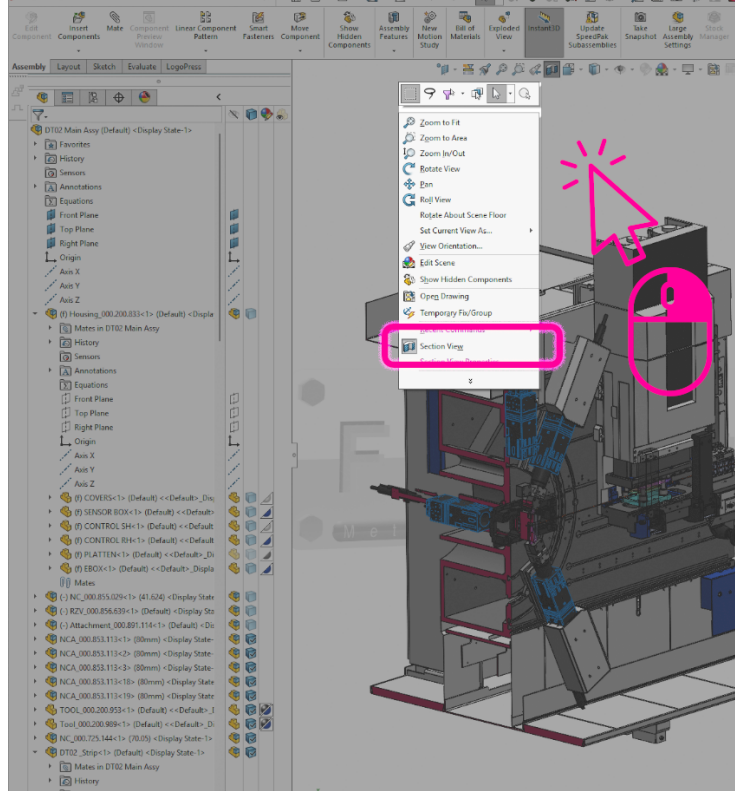 Edit Component
Insert Components
Mate
Component Preview Window
Linear Component Pattern
Smart Fasteners
Move Component
Show Hidden Components
Assembly Features
New Motion Study
Bill of Materials
Exploded View
Instant3D
Update SpeedPak Subassemblies
Take Snapshot
Large Assembly Settings
Stock Manager
Assembly Layout Sketch Evaluate LogoPress
DT02 Main Assy (Default) <Display State-1>
Favorites
History
Sensors
Annotations
Equations
Front Plane
Top Plane
Right Plane
Origin
Axis X
Axis Y
Axis Z
(f) Housing_000.200.833<1> (Default) <Displa
Mates in DT02 Main Assy
History
Sensors
Annotations
Equations
Front Plane
Top Plane
Right Plane
Origin
Axis X
Axis Y
Axis Z
(f) COVERS<1> (Default) <<Default>_Dis
(f) SENSOR BOX<1> (Default) <<Default>
(f) CONTROL SH<1> (Default) <<Default
(f) CONTROL RH<1> (Default) <<Default
(f) PLATTEN<1> (Default) <<Default>_Di
(f) EBOX<1> (Default) <<Default>_Displa
Mates
(-) NC_000.855.029<1> (41.624) <Display State
(-) RZV_000.856.639<1> (Default) <Display Sta
(-) Attachment_000.891.114<1> (Default) <Dis
NCA_000.853.113<1> (80mm) <Display State-
NCA_000.853.113<2> (80mm) <Display State-
NCA_000.853.113<3> (80mm) <Display State-
NCA_000.853.113<18> (80mm) <Display State
NCA_000.853.113<19> (80mm) <Display State
TOOL_000.200.953<1> (Default) <<Default>_D
Tool_000.200.989<1> (Default) <<Default>_Di
NC_000.725.144<1> (70.05) <Display State-1>
DT02_Strip<1> (Default) <Display State-1>
Mates in DT02 Main Assy
History
Zoom to Fit
Zoom to Area
Zoom In/Out
Rotate View
Pan
Roll View
Rotate About Scene Floor
Set Current View As...
View Orientation...
Edit Scene
Show Hidden Components
Open Drawing
Temporary Fix/Group
Recent Commands
Section View
Section View Properties